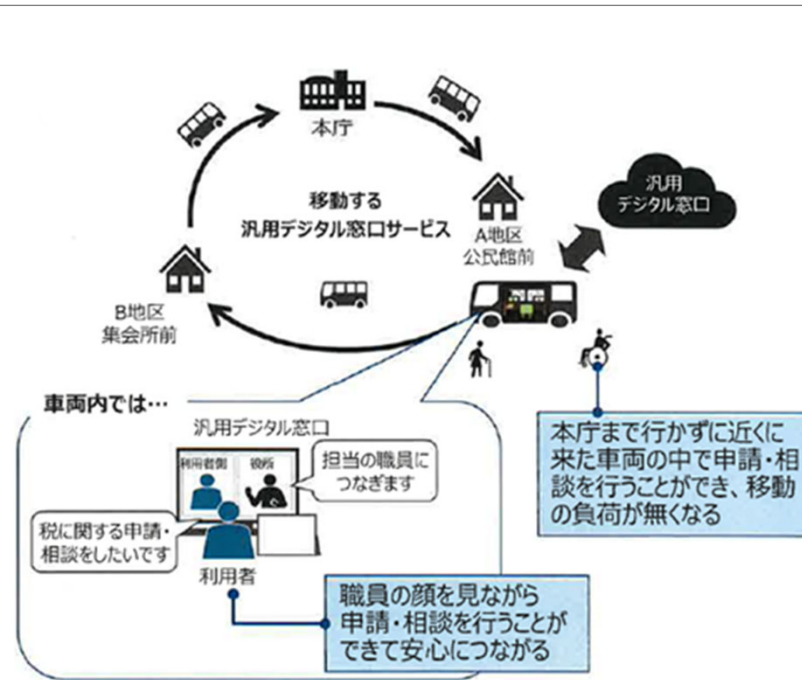 本庁
移動する
汎用デジタル窓口サービス
A地区
公民館前
汎用
デジタル窓口
B地区
集会所前
車両内では…
汎用デジタル窓口
利用者側
役所
担当の職員に
つなぎます
税に関する申請・
相談をしたいです
利用者
本庁まで行かずに近くに
来た車両の中で申請・相
談を行うことができ、移動
の負荷が無くなる
職員の顔を見ながら
申請・相談を行うことが
できて安心につながる